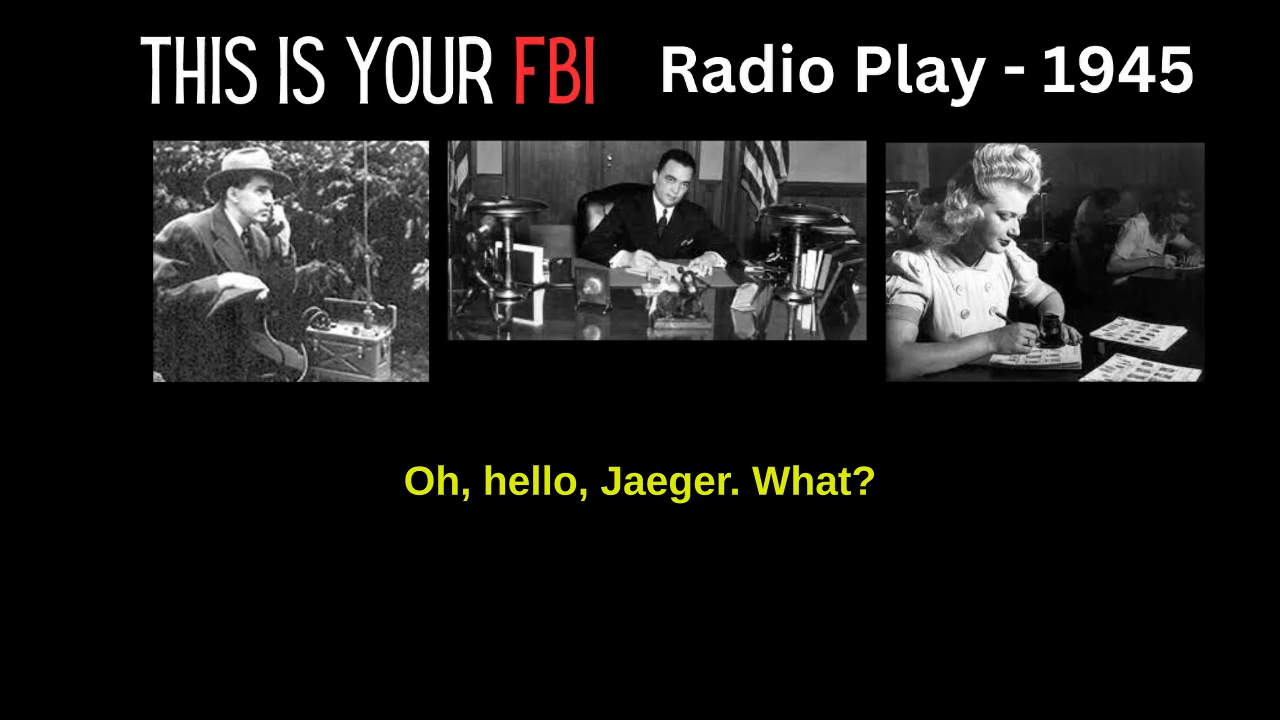 THIS IS YOUR FBI Radio Play - 1945
Oh, hello, Jaeger. What?